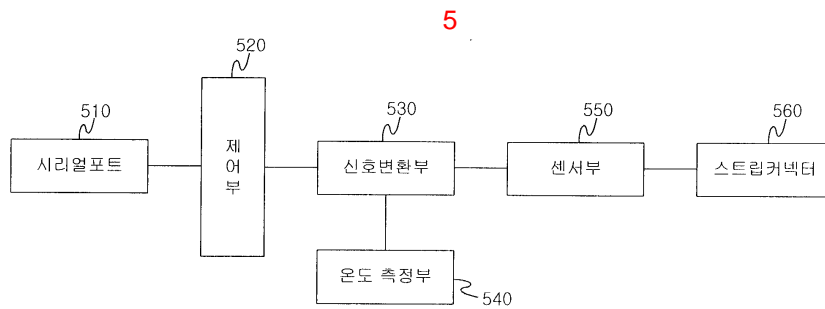 5
520
510
530
550
560
시리얼포트
제
어
부
신호변환부
센서부
스트립커넥터
온도 측정부
540